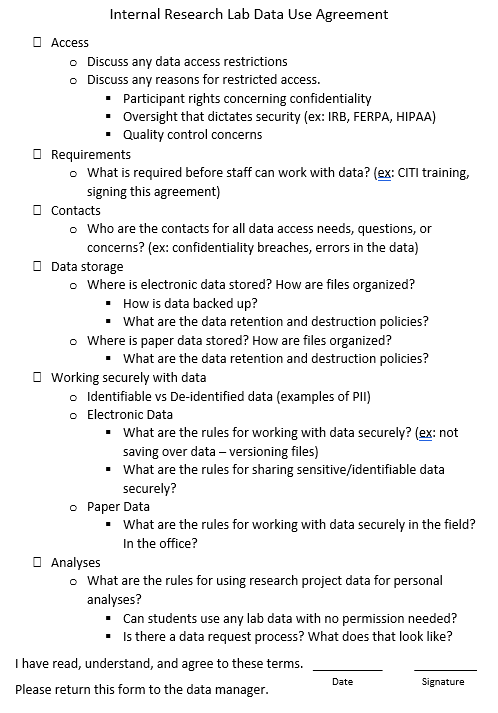 Internal Research Lab Data Use Agreement
☐ Access
o Discuss any data access restrictions
o Discuss any reasons for restricted access.
▪ Participant rights concerning confidentiality
▪ Oversight that dictates security (ex: IRB, FERPA, HIPAA)
▪ Quality control concerns
☐ Requirements
o What is required before staff can work with data? (ex: CITI training,
signing this agreement)
☐ Contacts
o Who are the contacts for all data access needs, questions, or
concerns? (ex: confidentiality breaches, errors in the data)
☐ Data storage
o Where is electronic data stored? How are files organized?
▪ How is data backed up?
▪ What are the data retention and destruction policies?
o Where is paper data stored? How are files organized?
▪ What are the data retention and destruction policies?
☐ Working securely with data
o Identifiable vs De-identified data (examples of PII)
o Electronic Data
▪ What are the rules for working with data securely? (ex: not
saving over data – versioning files)
▪ What are the rules for sharing sensitive/identifiable data
securely?
o Paper Data
▪ What are the rules for working with data securely in the field?
In the office?
☐ Analyses
o What are the rules for using research project data for personal
analyses?
▪ Can students use any lab data with no permission needed?
▪ Is there a data request process? What does that look like?
I have read, understand, and agree to these terms.
Date Signature
Please return this form to the data manager.